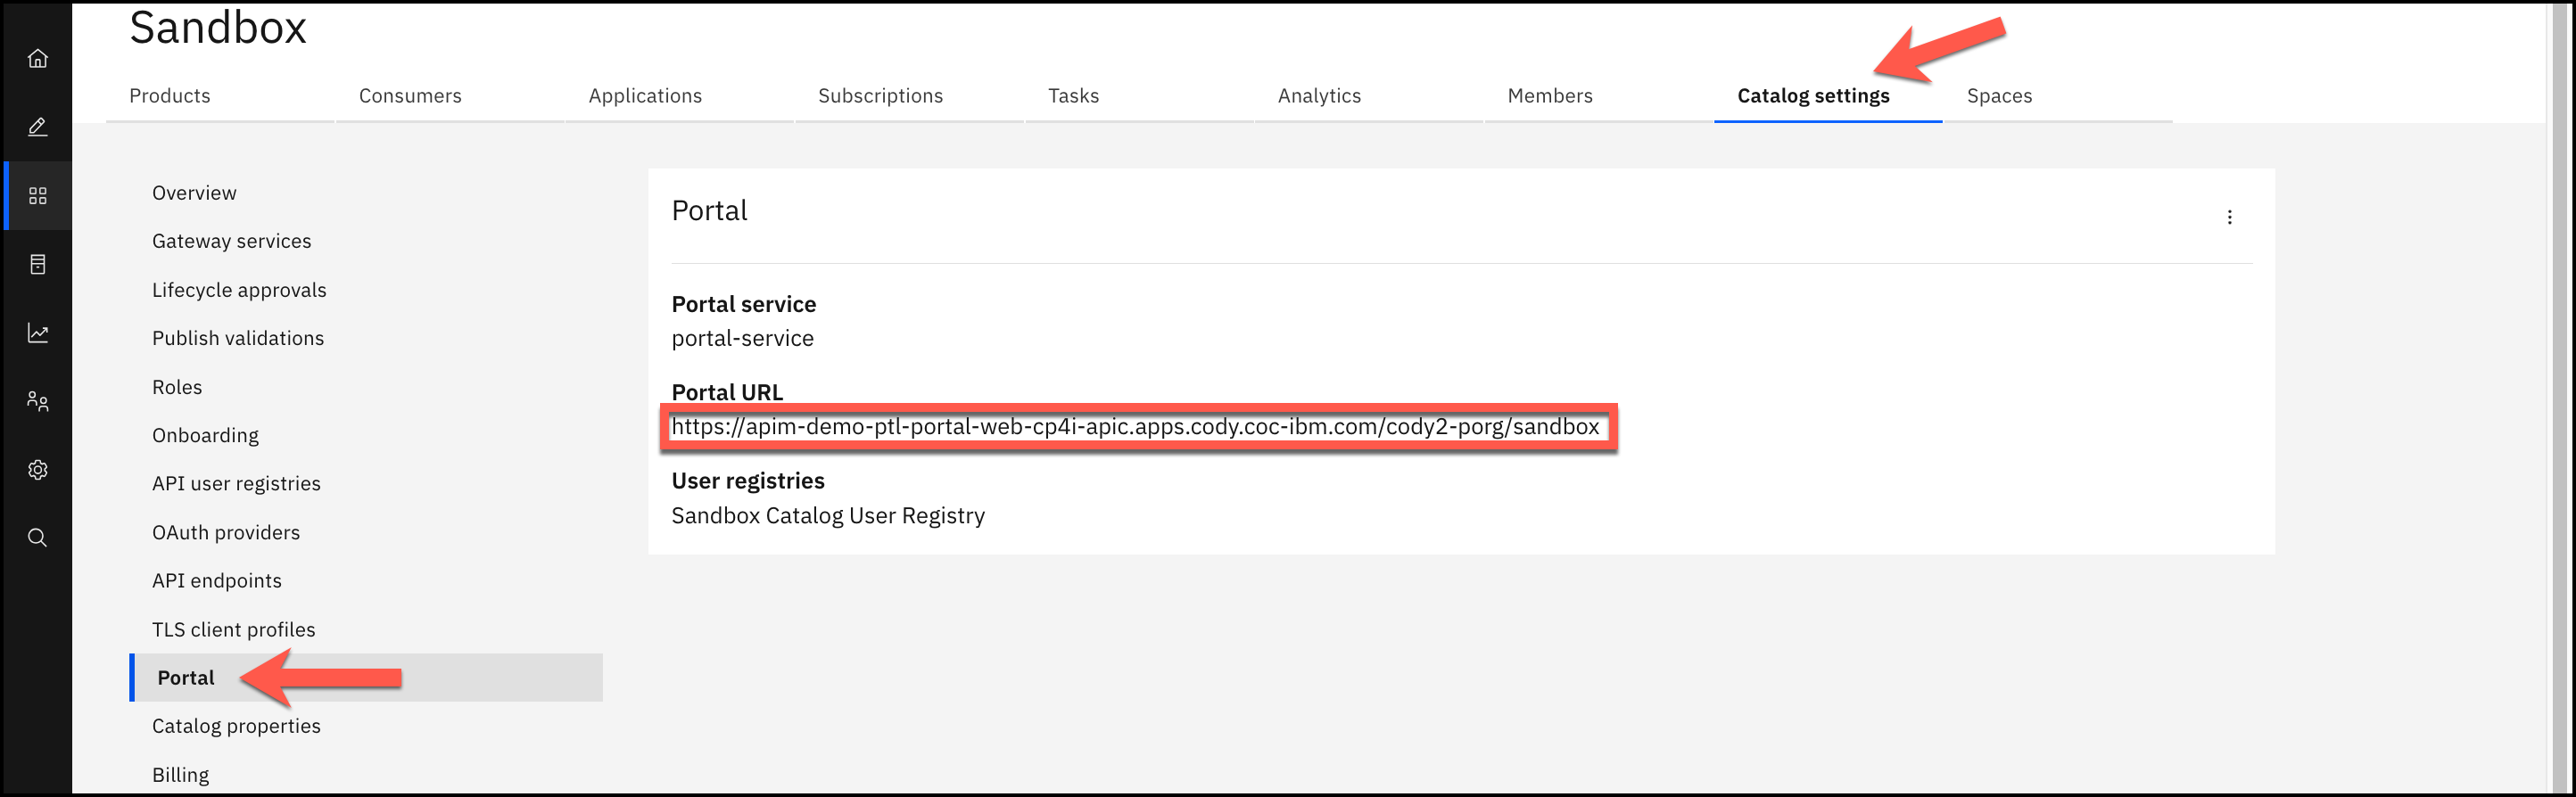 Sandbox
Products
Consumers
Applications
Subscriptions
Tasks
Analytics
Members
Catalog settings
Spaces
Overview
Gateway services
Lifecycle approvals
Publish validations
Roles
Onboarding
API user registries
OAuth providers
API endpoints
TLS client profiles
Portal
Catalog properties
Billing
Portal
Portal service
portal-service
Portal URL
https://apim-demo-ptl-portal-web-cp4i-apic.apps.cody.coc-ibm.com/cody2-porg/sandbox
User registries
Sandbox Catalog User Registry